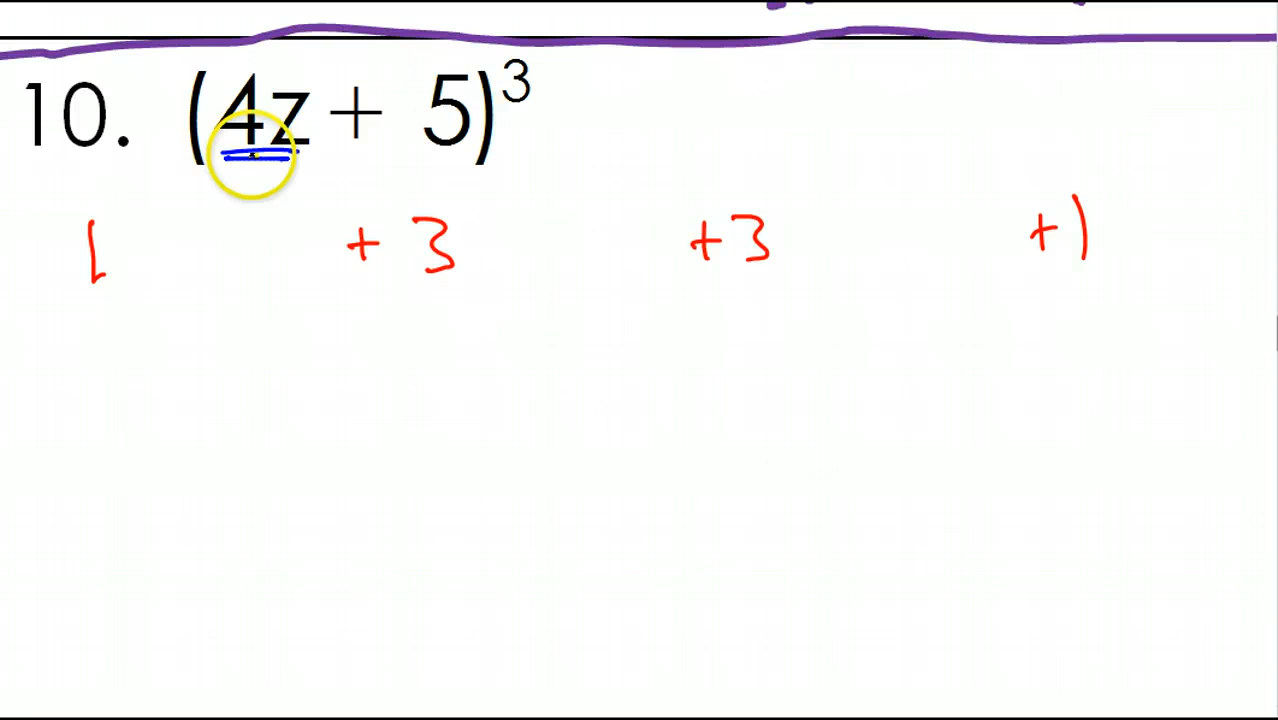 10. (4z + 5)³
1 + 3 + 3 + 1